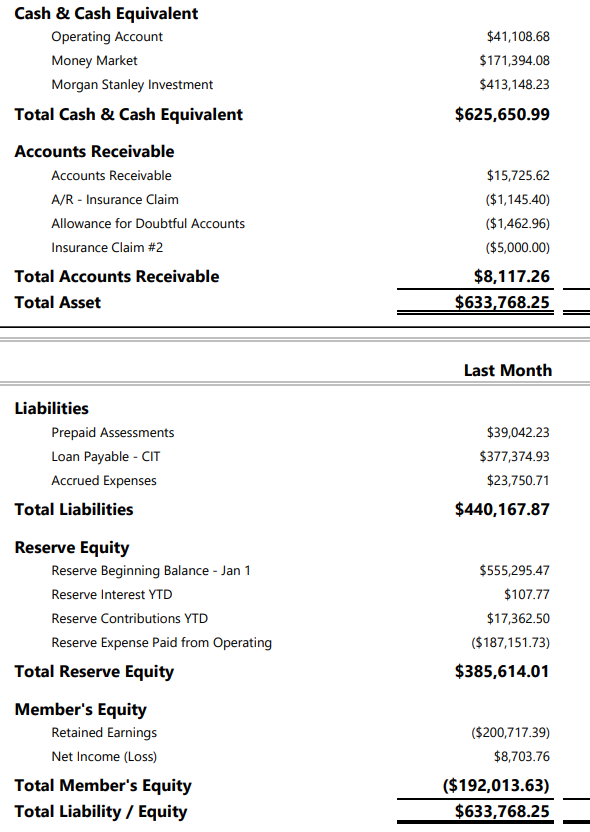 Cash & Cash Equivalent
Operating Account $41,108.68
Money Market $171,394.08
Morgan Stanley Investment $413,148.23
Total Cash & Cash Equivalent $625,650.99
Accounts Receivable
Accounts Receivable $15,725.62
A/R - Insurance Claim ($1,145.40)
Allowance for Doubtful Accounts ($1,462.96)
Insurance Claim #2 ($5,000.00)
Total Accounts Receivable $8,117.26
Total Asset $633,768.25
Last Month
Liabilities
Prepaid Assessments $39,042.23
Loan Payable - CIT $377,374.93
Accrued Expenses $23,750.71
Total Liabilities $440,167.87
Reserve Equity
Reserve Beginning Balance - Jan 1 $555,295.47
Reserve Interest YTD $107.77
Reserve Contributions YTD $17,362.50
Reserve Expense Paid from Operating ($187,151.73)
Total Reserve Equity $385,614.01
Member's Equity
Retained Earnings ($200,717.39)
Net Income (Loss) $8,703.76
Total Member's Equity ($192,013.63)
Total Liability / Equity $633,768.25